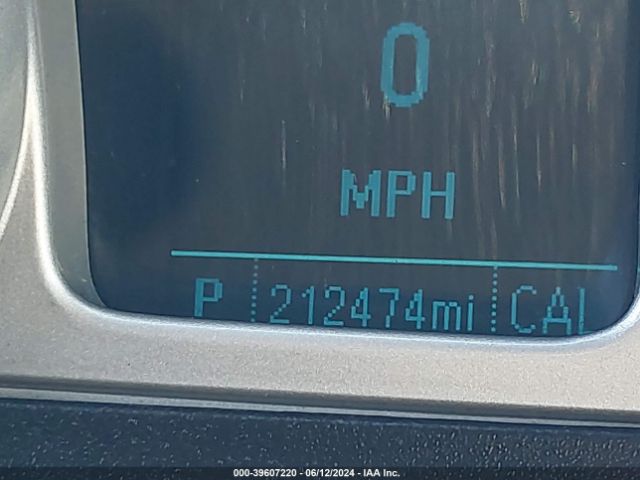 0
MPH
P 212474mi CAL
000-39607220 - 06/12/2024 - IAA Inc.